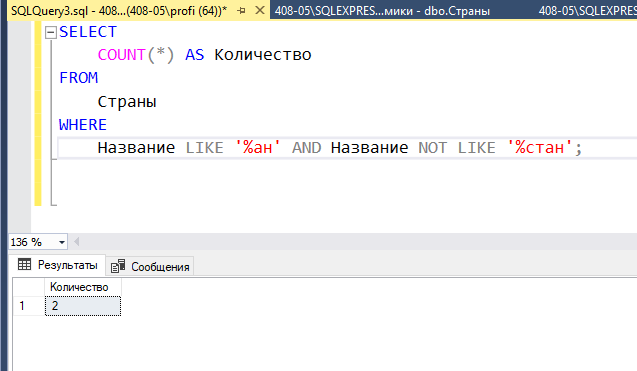 SQLQuery3.sql - 408...(408-05\profi (64))* 408-05\SQLEXPRES...мики - dbo.Страны 408-05\SQLEXPRES
SELECT
COUNT(*) AS Количество
FROM
Страны
WHERE
Название LIKE '%ан' AND Название NOT LIKE '%стан';
136 %
Результаты Сообщения
Количество
1 2